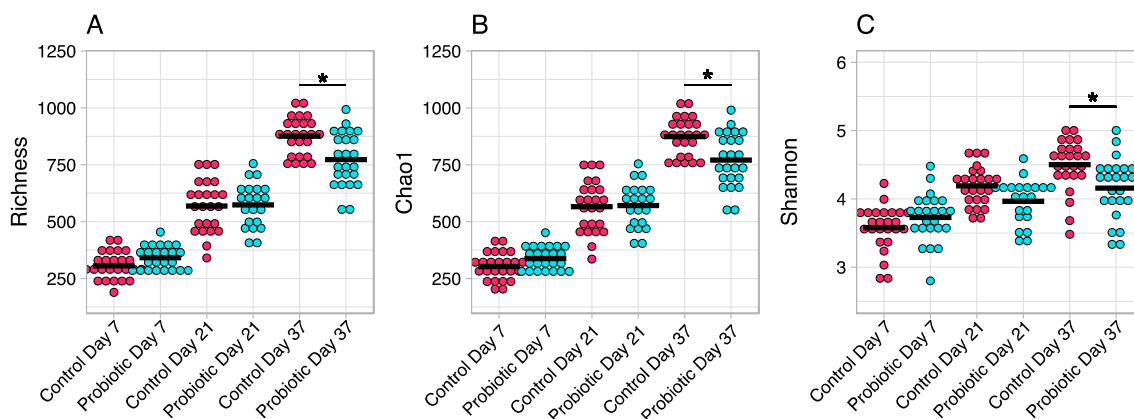 A
Richness
1250
1000
750
500
250
*
Control Day 7
Probiotic Day 7
Control Day 21
Probiotic Day 21
Control Day 37
Probiotic Day 37
B
Chao1
1250
1000
750
500
250
*
Control Day 7
Probiotic Day 7
Control Day 21
Probiotic Day 21
Control Day 37
Probiotic Day 37
C
Shannon
6
5
4
3
*
Control Day 7
Probiotic Day 7
Control Day 21
Probiotic Day 21
Control Day 37
Probiotic Day 37